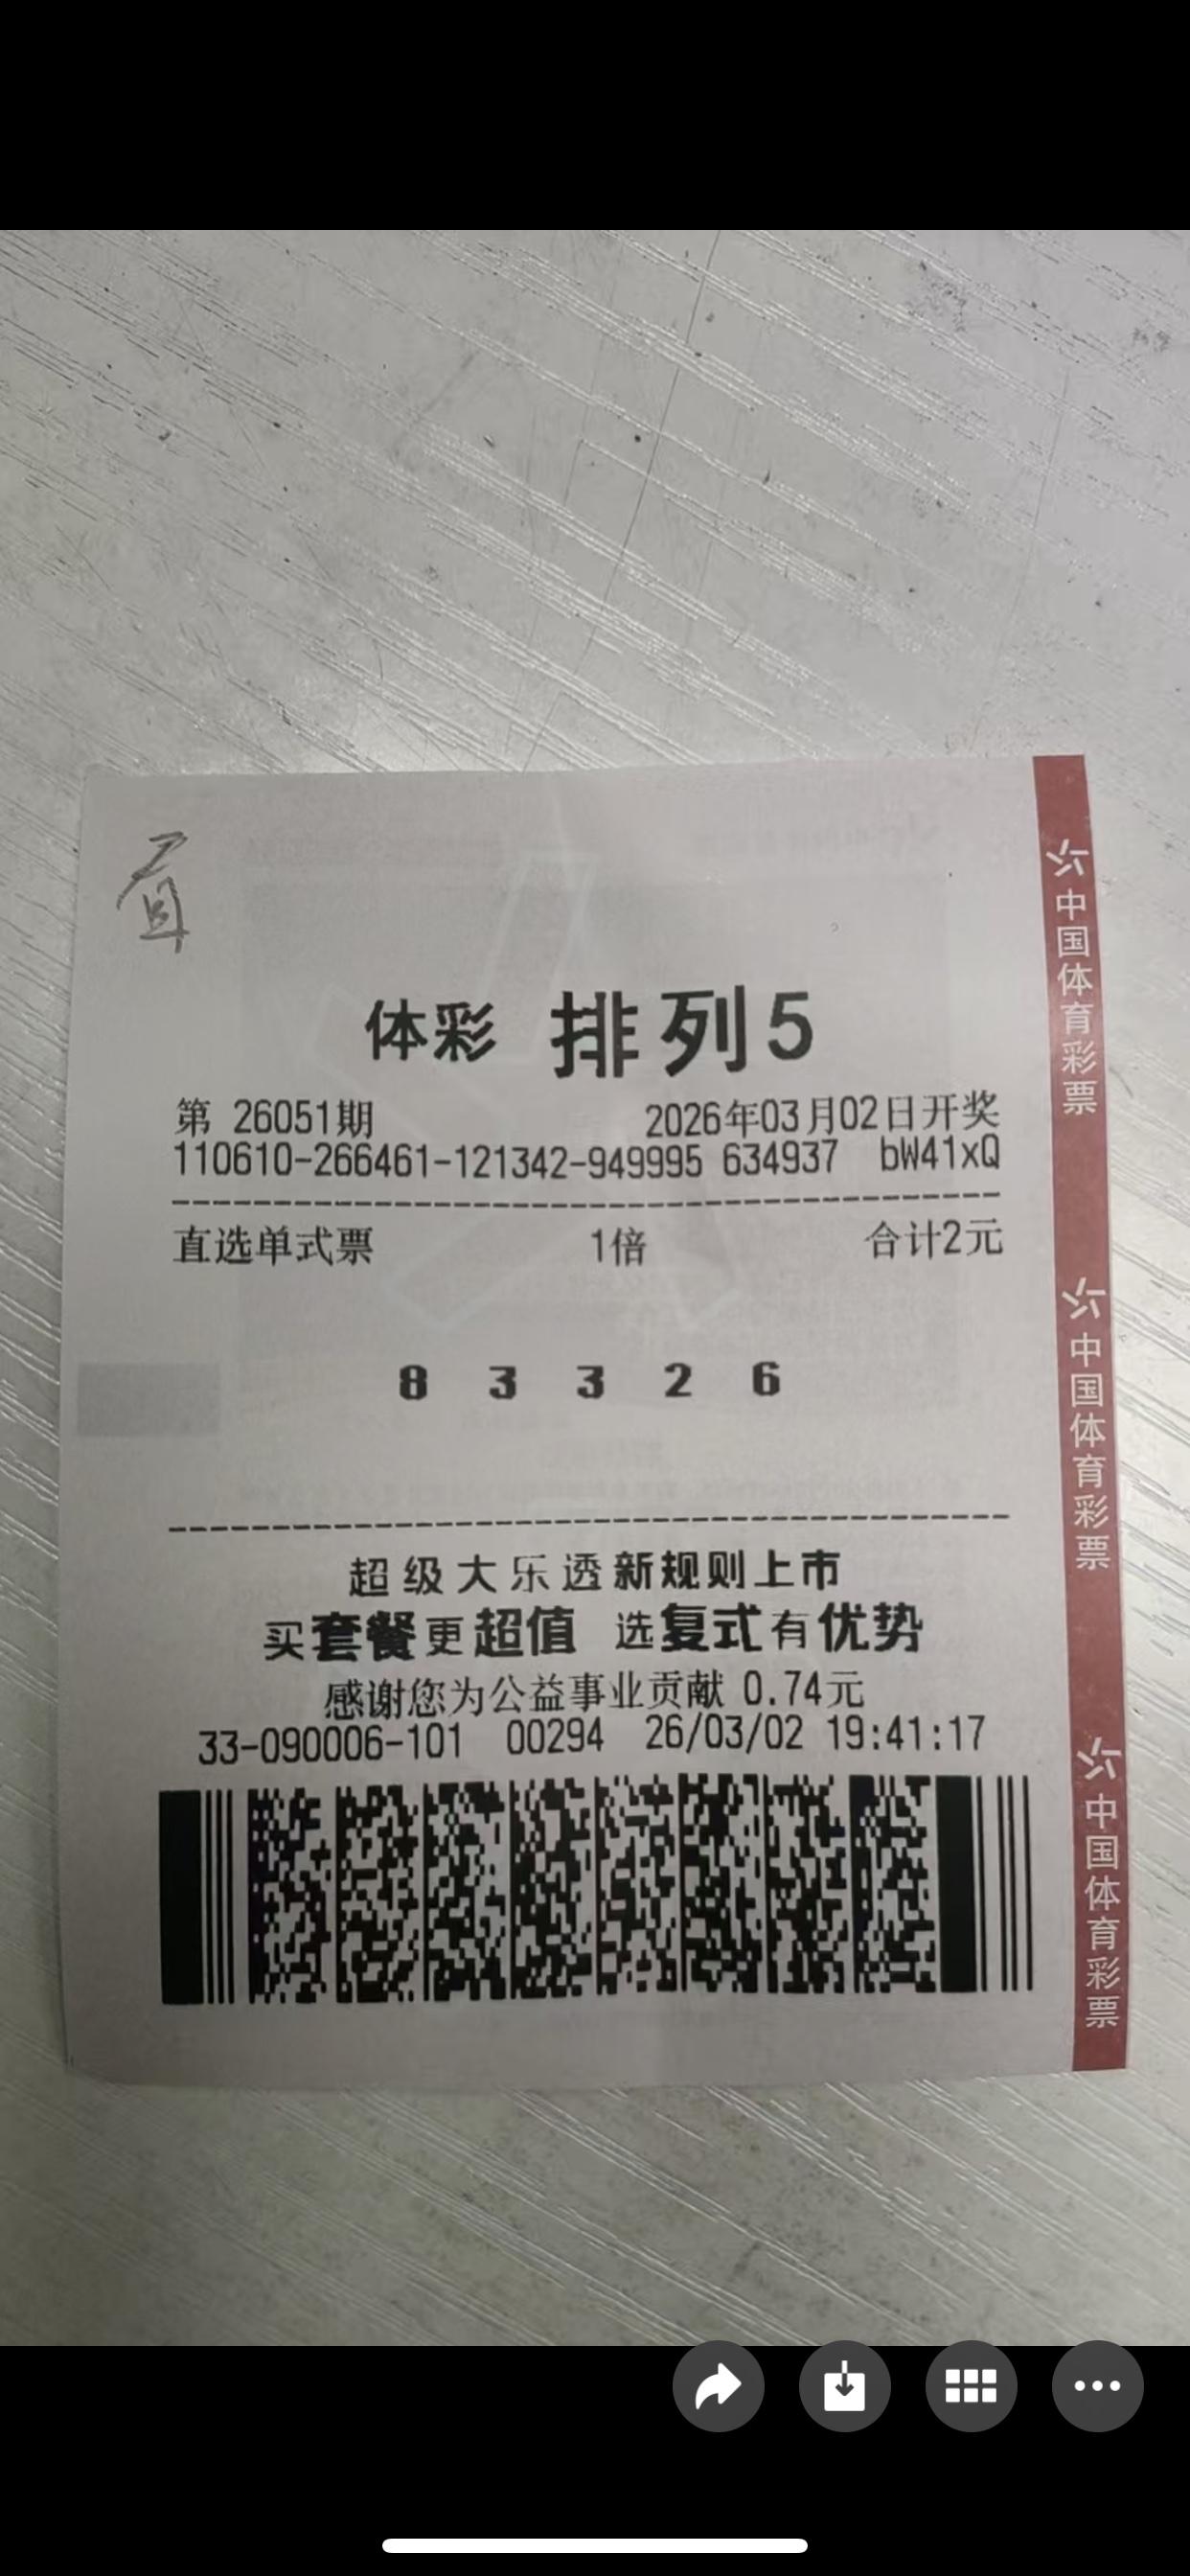 体彩 排列5
第 26051期 2026年03月02日开奖
110610-266461-121342-949995 634937 bW41xQ
直选单式票 1倍 合计2元
8 3 3 2 6
超级大乐透新规则上市
买套餐更超值 选复式有优势
感谢您为公益事业贡献 0.74元
33-090006-101 00294 26/03/02 19:41:17
中国体育彩票
中国体育彩票
中国体育彩票